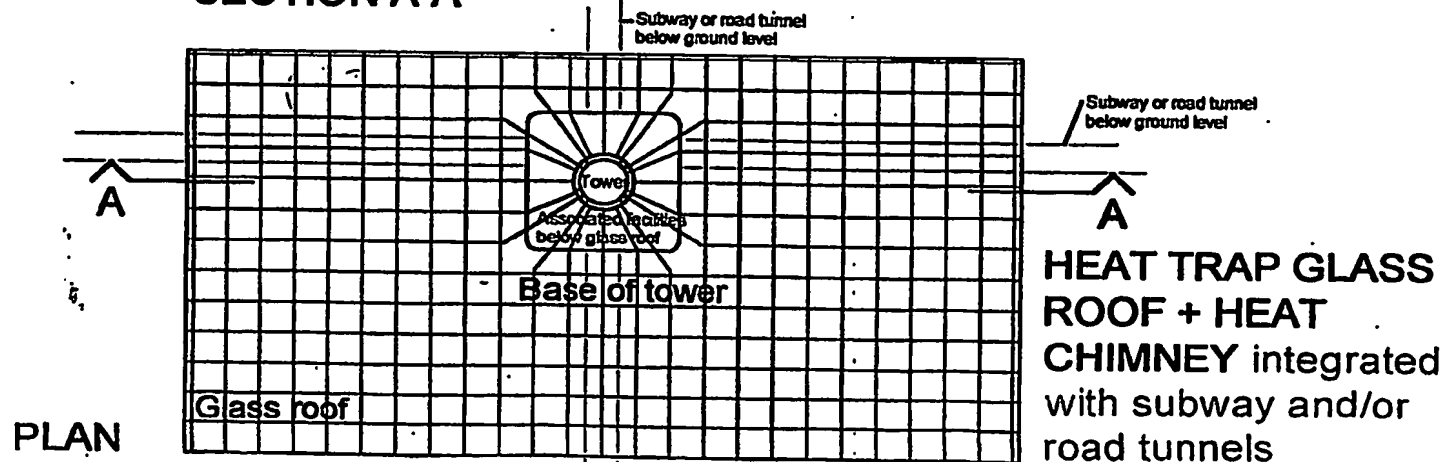 SECTION A-A
Subway or road tunnel
below ground level
Subway or road tunnel
below ground level
A
Tower
A
Associated facilities
below glass roof
Base of tower
HEAT TRAP GLASS
ROOF + HEAT
CHIMNEY integrated
with subway and/or
road tunnels
Glass roof
PLAN